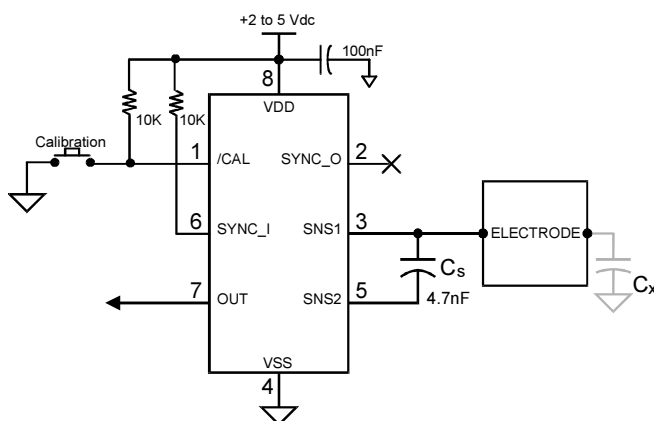 +2 to 5 Vdc
100nF
8
VDD
10K
10K
Calibration
1
/CAL
SYNC_O
2
6
SYNC_I
SNS1
3
ELECTRODE
Cs
4.7nF
Cx
7
OUT
SNS2
5
VSS
4